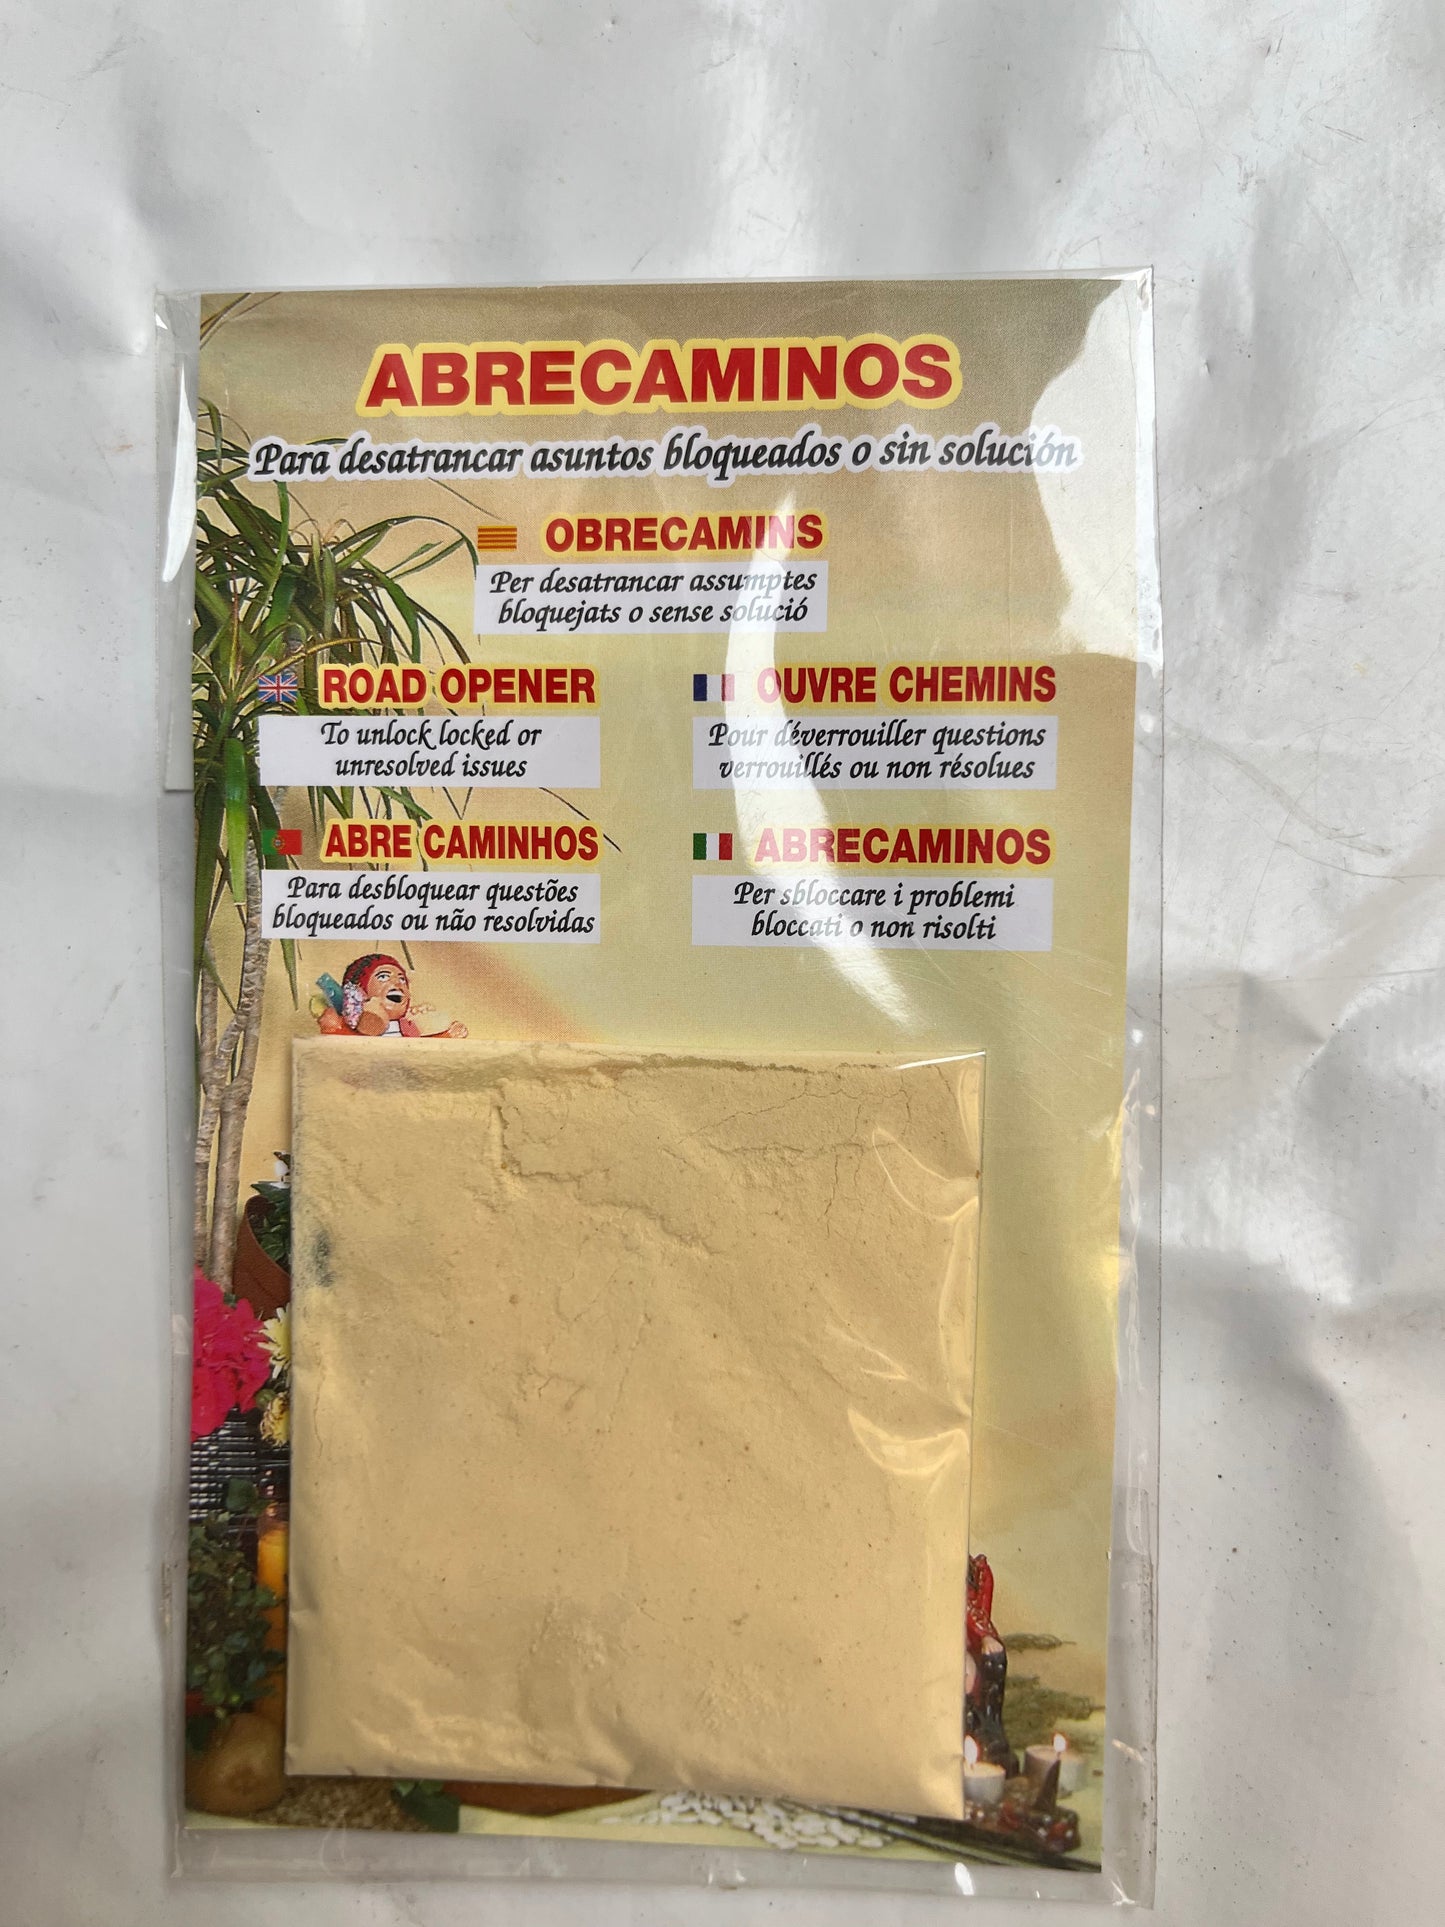 ABRECAMINOS
Para desatrancar asuntos bloqueados o sin solución
OBRECAMINS
Per desatrancar assumptes
bloquejats o sense solució
ROAD OPENER
To unlock locked or
unresolved issues
OUVRE CHEMINS
Pour déverrouiller questions
verrouillés ou non résolues
ABRE CAMINHOS
Para desbloquear questões
bloqueados ou não resolvidas
ABRECAMINOS
Per sbloccare i problemi
bloccati o non risolti